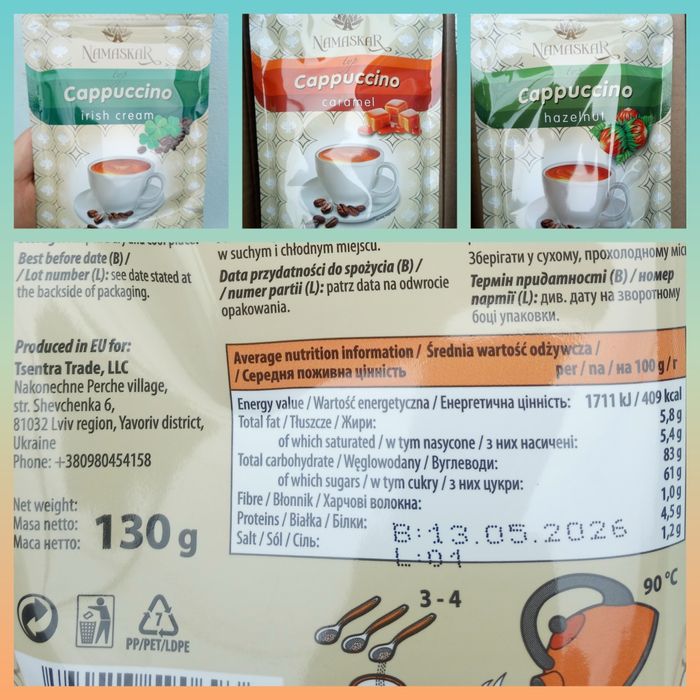 NAMASKAR
top
Cappuccino
irish cream
NAMASKAR
top
Cappuccino
caramel
NAMASKAR
top
Cappuccino
hazelnut
Best before date (B) /
/ Lot number (L): see date stated at
the backside of packaging.
w suchym i chłodnym miejscu.
Data przydatności do spożycia (B) /
/ numer partii (L): patrz data na odwrocie
opakowania.
Зберігати у сухому, прохолодному
Термін придатності (B) / номер
партії (L): див. дату на зворотному
боці упаковки.
Produced in EU for:
Tsentra Trade, LLC
Nakonechne Perche village,
str. Shevchenka 6,
81032 Lviv region, Yavoriv district,
Ukraine
Phone: +380980454158
Net weight:
Masa netto:
Маса нетто:
130 g
Average nutrition information / Średnia wartość odżywcza /
/ Середня поживна цінність
per / na / на 100 g / г
Energy value / Wartość energetyczna / Енергетична цінність: 1711 kJ / 409 kcal
Total fat / Tłuszcze / Жири: 5,8 g
of which saturated / w tym nasycone / з них насичені: 5,4 g
Total carbohydrate / Węglowodany / Вуглеводи: 83 g
of which sugars / w tym cukry / з них цукри: 61 g
Fibre / Błonnik / Харчові волокна: 1,0 g
Proteins / Białka / Білки: 4,5 g
Salt / Sól / Сіль: 1,2 g
B:13.05.2026
L:01
7
PP/PET/LDPE
3 - 4
90 °C